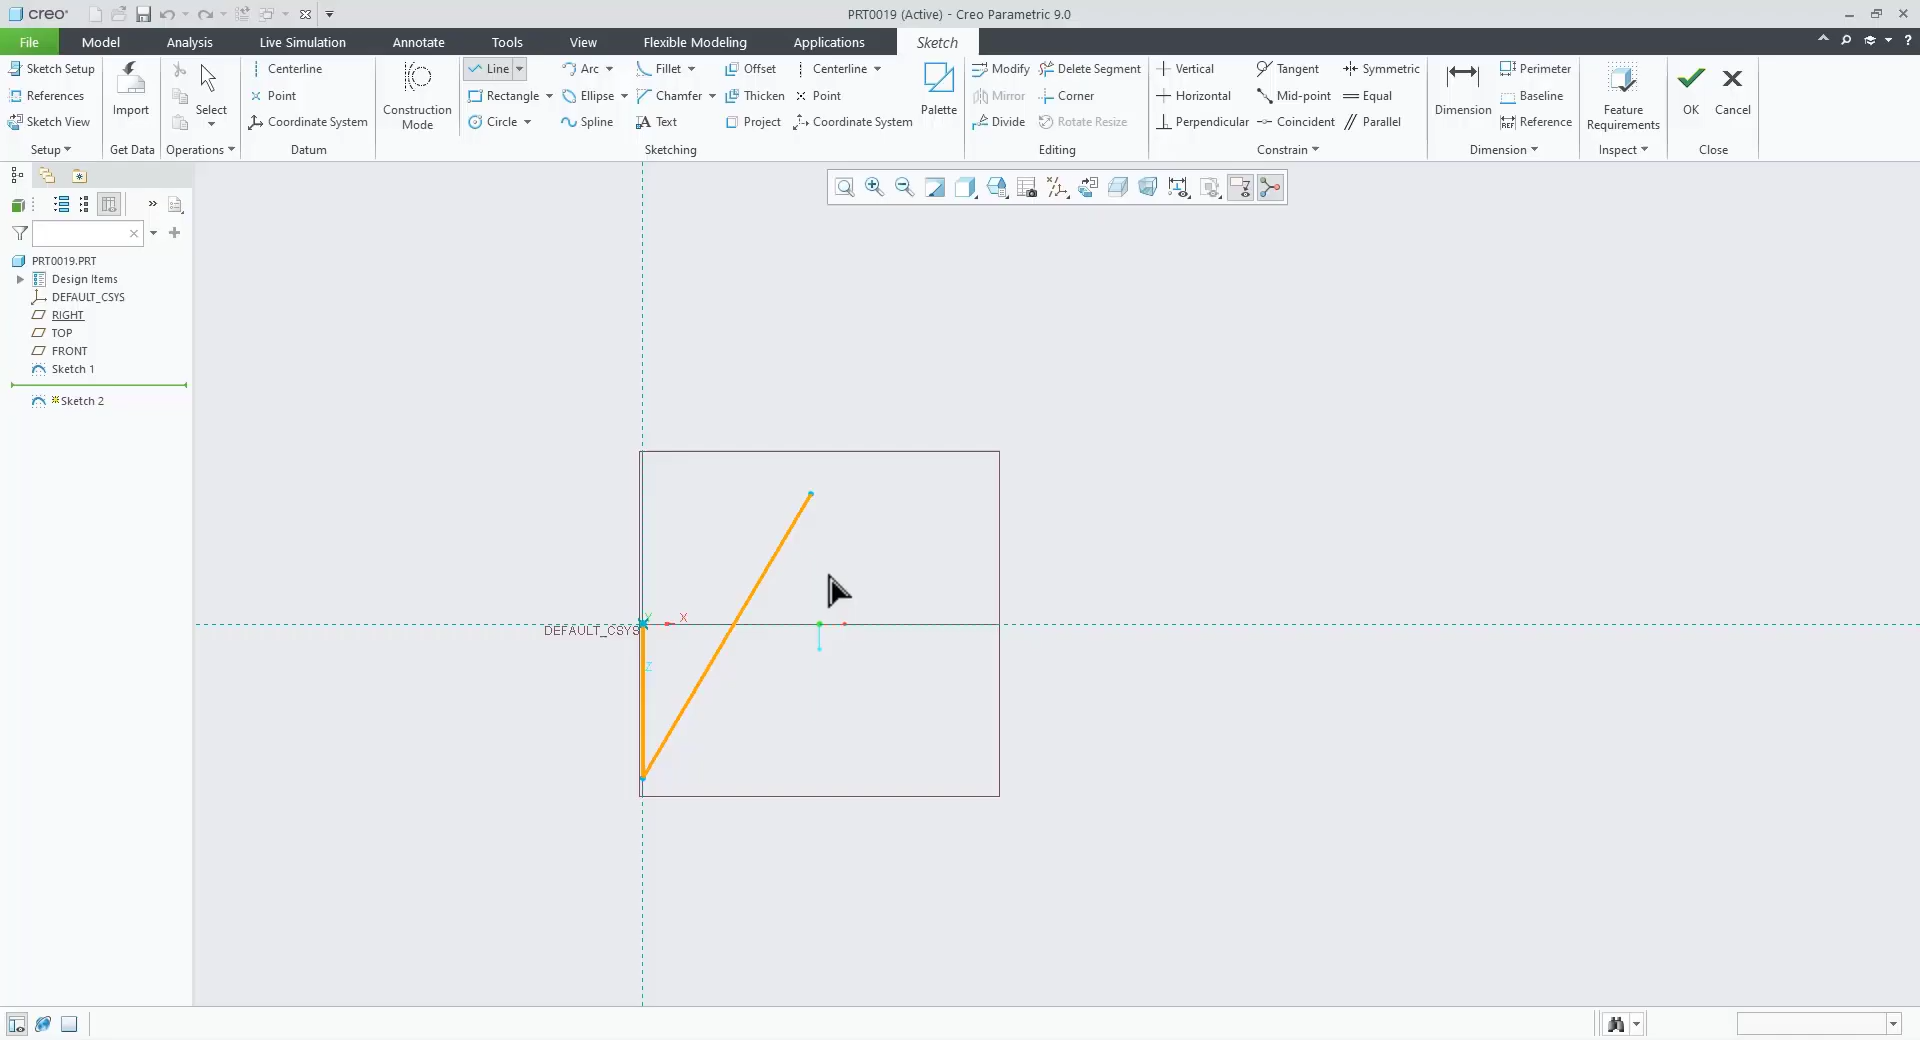 creo°
PRT0019 (Active) - Creo Parametric 9.0
File Model Analysis Live Simulation Annotate Tools View Flexible Modeling Applications Sketch
Sketch Setup
References
Sketch View
Setup
Import
Get Data
Select
Operations
Centerline
Point
Coordinate System
Datum
Construction
Mode
Line Arc Fillet Offset Centerline
Rectangle Ellipse Chamfer Thicken Point
Circle Spline Text Project Coordinate System
Palette
Sketching
Modify Delete Segment
Mirror Corner
Divide Rotate Resize
Editing
Vertical Tangent Symmetric
Horizontal Mid-point Equal
Perpendicular Coincident Parallel
Constrain
Dimension
Perimeter
Baseline
Reference
Dimension
Feature
Requirements
Inspect
OK Cancel
Close
PRT0019.PRT
Design Items
DEFAULT_CSYS
RIGHT
TOP
FRONT
Sketch 1
Sketch 2
Y X
DEFAULT_CSYS
Z